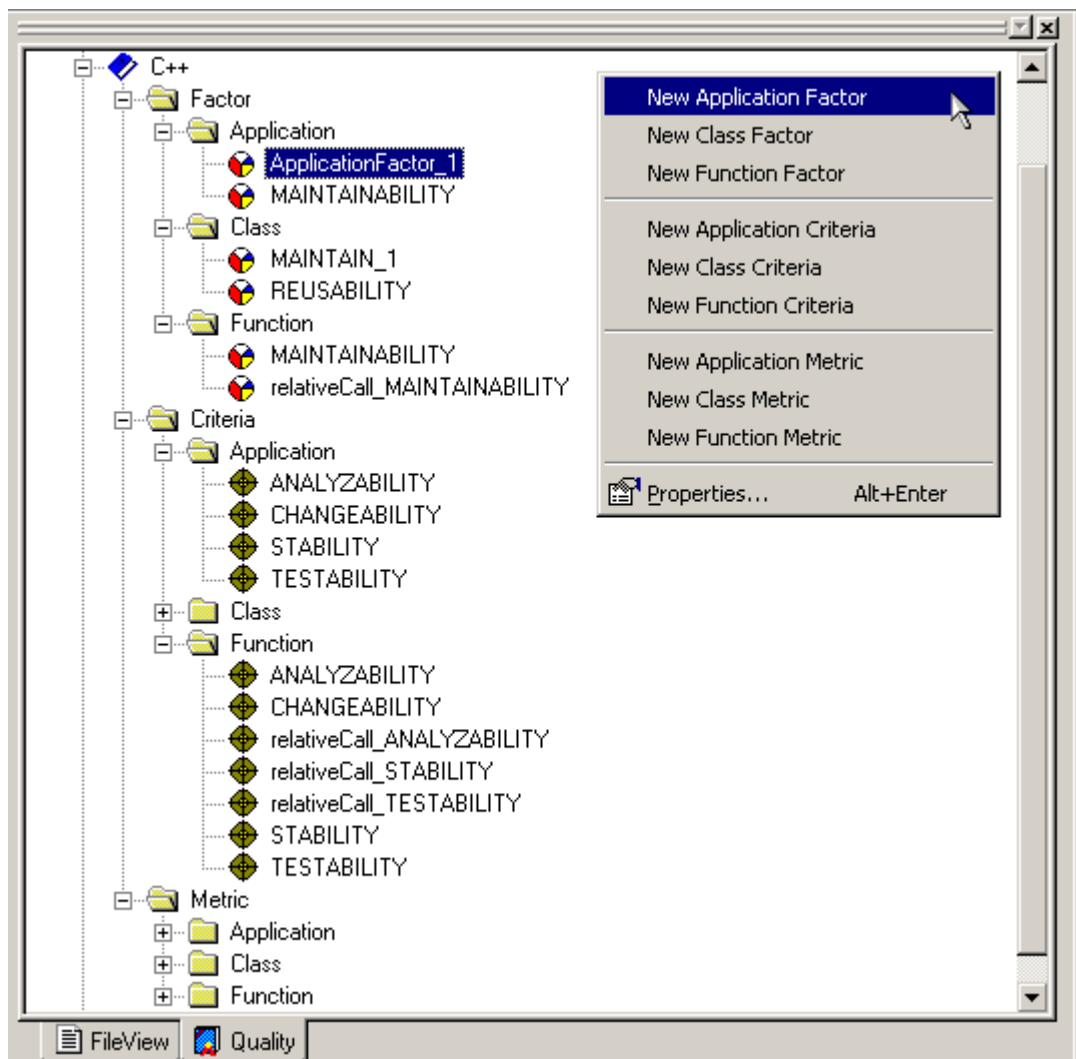 C++
Factor
Application
ApplicationFactor_1
MAINTAINABILITY
Class
MAINTAIN_1
REUSABILITY
Function
MAINTAINABILITY
relativeCall_MAINTAINABILITY
Criteria
Application
ANALYZABILITY
CHANGEABILITY
STABILITY
TESTABILITY
Class
Function
ANALYZABILITY
CHANGEABILITY
relativeCall_ANALYZABILITY
relativeCall_STABILITY
relativeCall_TESTABILITY
STABILITY
TESTABILITY
Metric
Application
Class
Function
New Application Factor
New Class Factor
New Function Factor
New Application Criteria
New Class Criteria
New Function Criteria
New Application Metric
New Class Metric
New Function Metric
Properties... Alt+Enter
FileView Quality